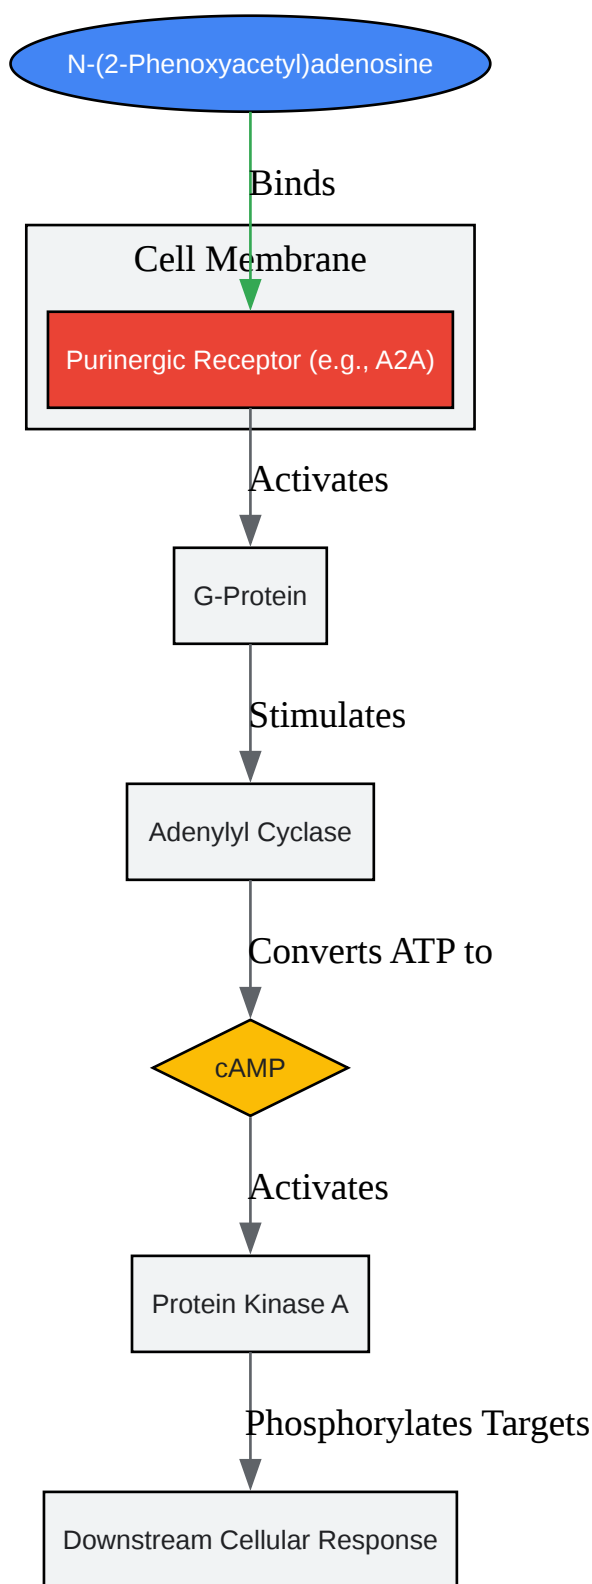 N-(2-Phenoxyacetyl)adenosine
Binds
Cell Membrane
Purinergic Receptor (e.g., A2A)
Activates
G-Protein
Stimulates
Adenylyl Cyclase
Converts ATP to
cAMP
Activates
Protein Kinase A
Phosphorylates Targets
Downstream Cellular Response